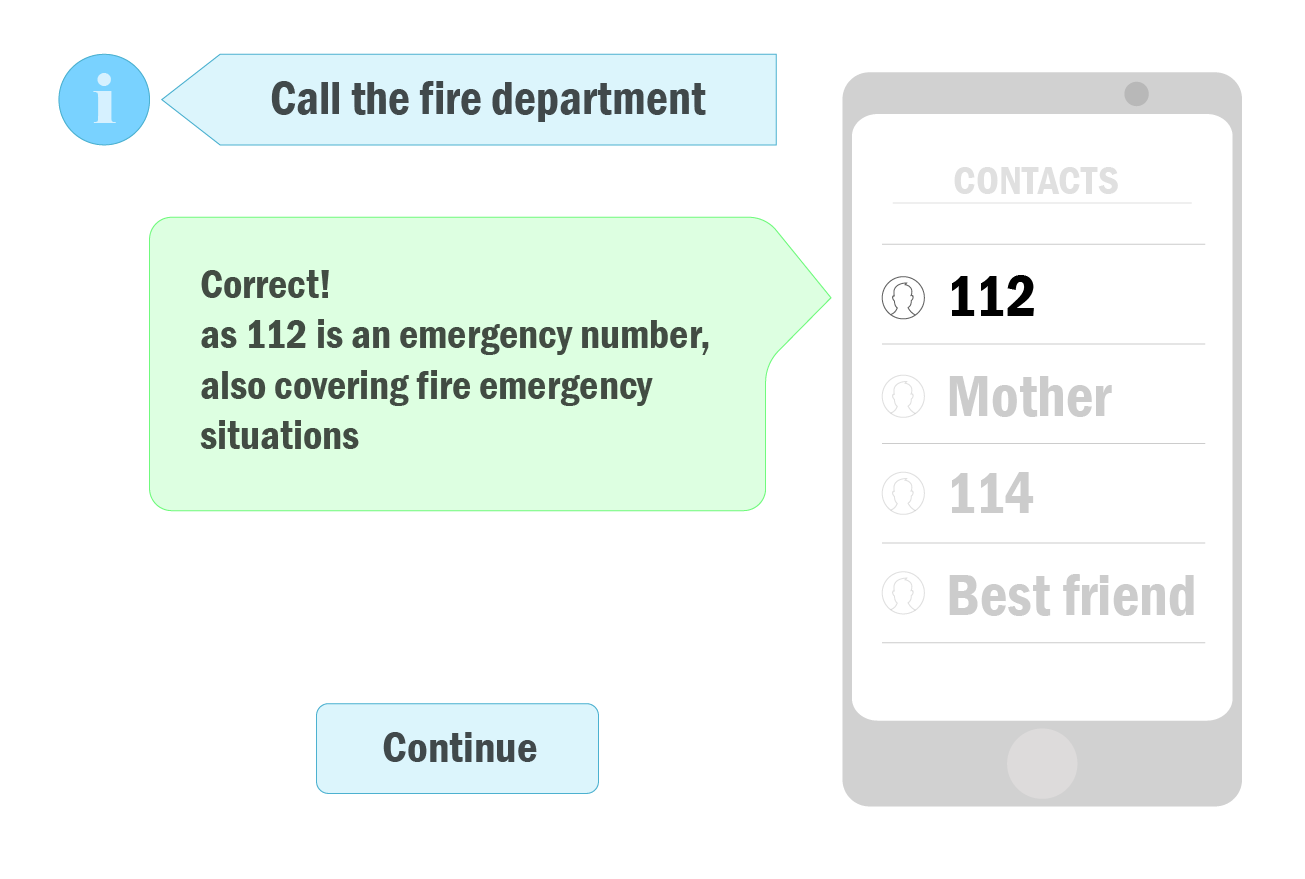 i
Call the fire department
Correct!
as 112 is an emergency number,
also covering fire emergency
situations
Continue
CONTACTS
112
Mother
114
Best friend